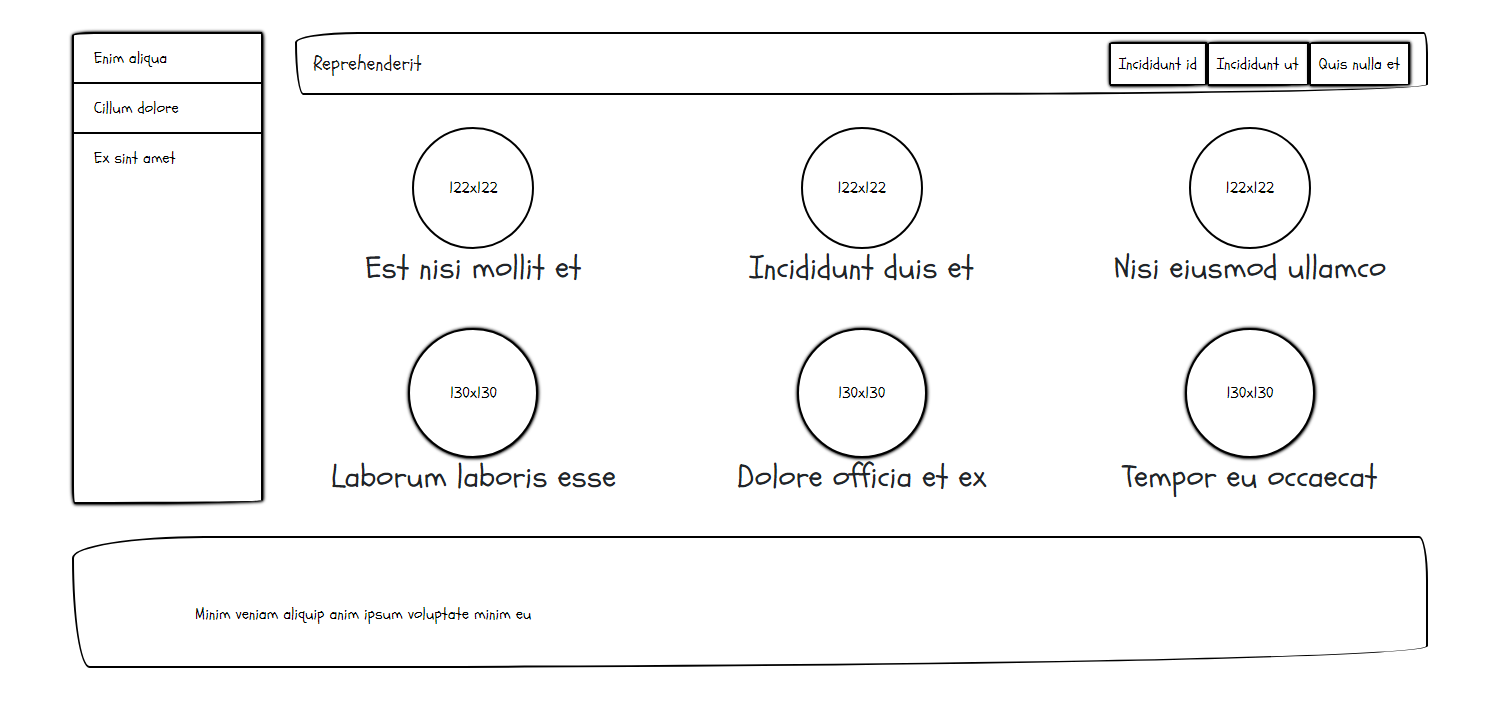 Enim aliqua
Cillum dolore
Ex sint amet
Reprehenderit
Incididunt id
Incididunt ut
Quis nulla et
122x122
122x122
122x122
Est nisi mollit et
Incididunt duis et
Nisi eiusmod ullamco
130x130
130x130
130x130
Laborum laboris esse
Dolore officia et ex
Tempor eu occaecat
Minim veniam aliquip anim ipsum voluptate minim eu